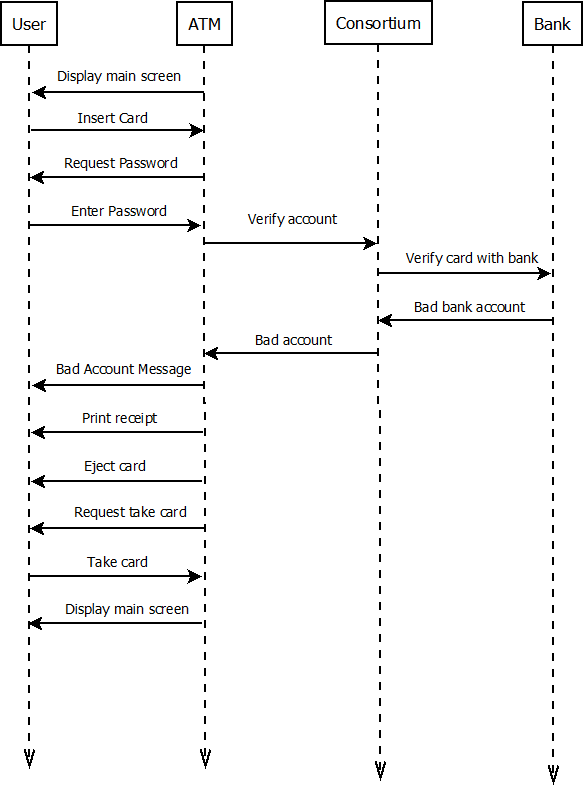 User
ATM
Consortium
Bank
Display main screen
Insert Card
Request Password
Enter Password
Verify account
Verify card with bank
Bad bank account
Bad account
Bad Account Message
Print receipt
Eject card
Request take card
Take card
Display main screen